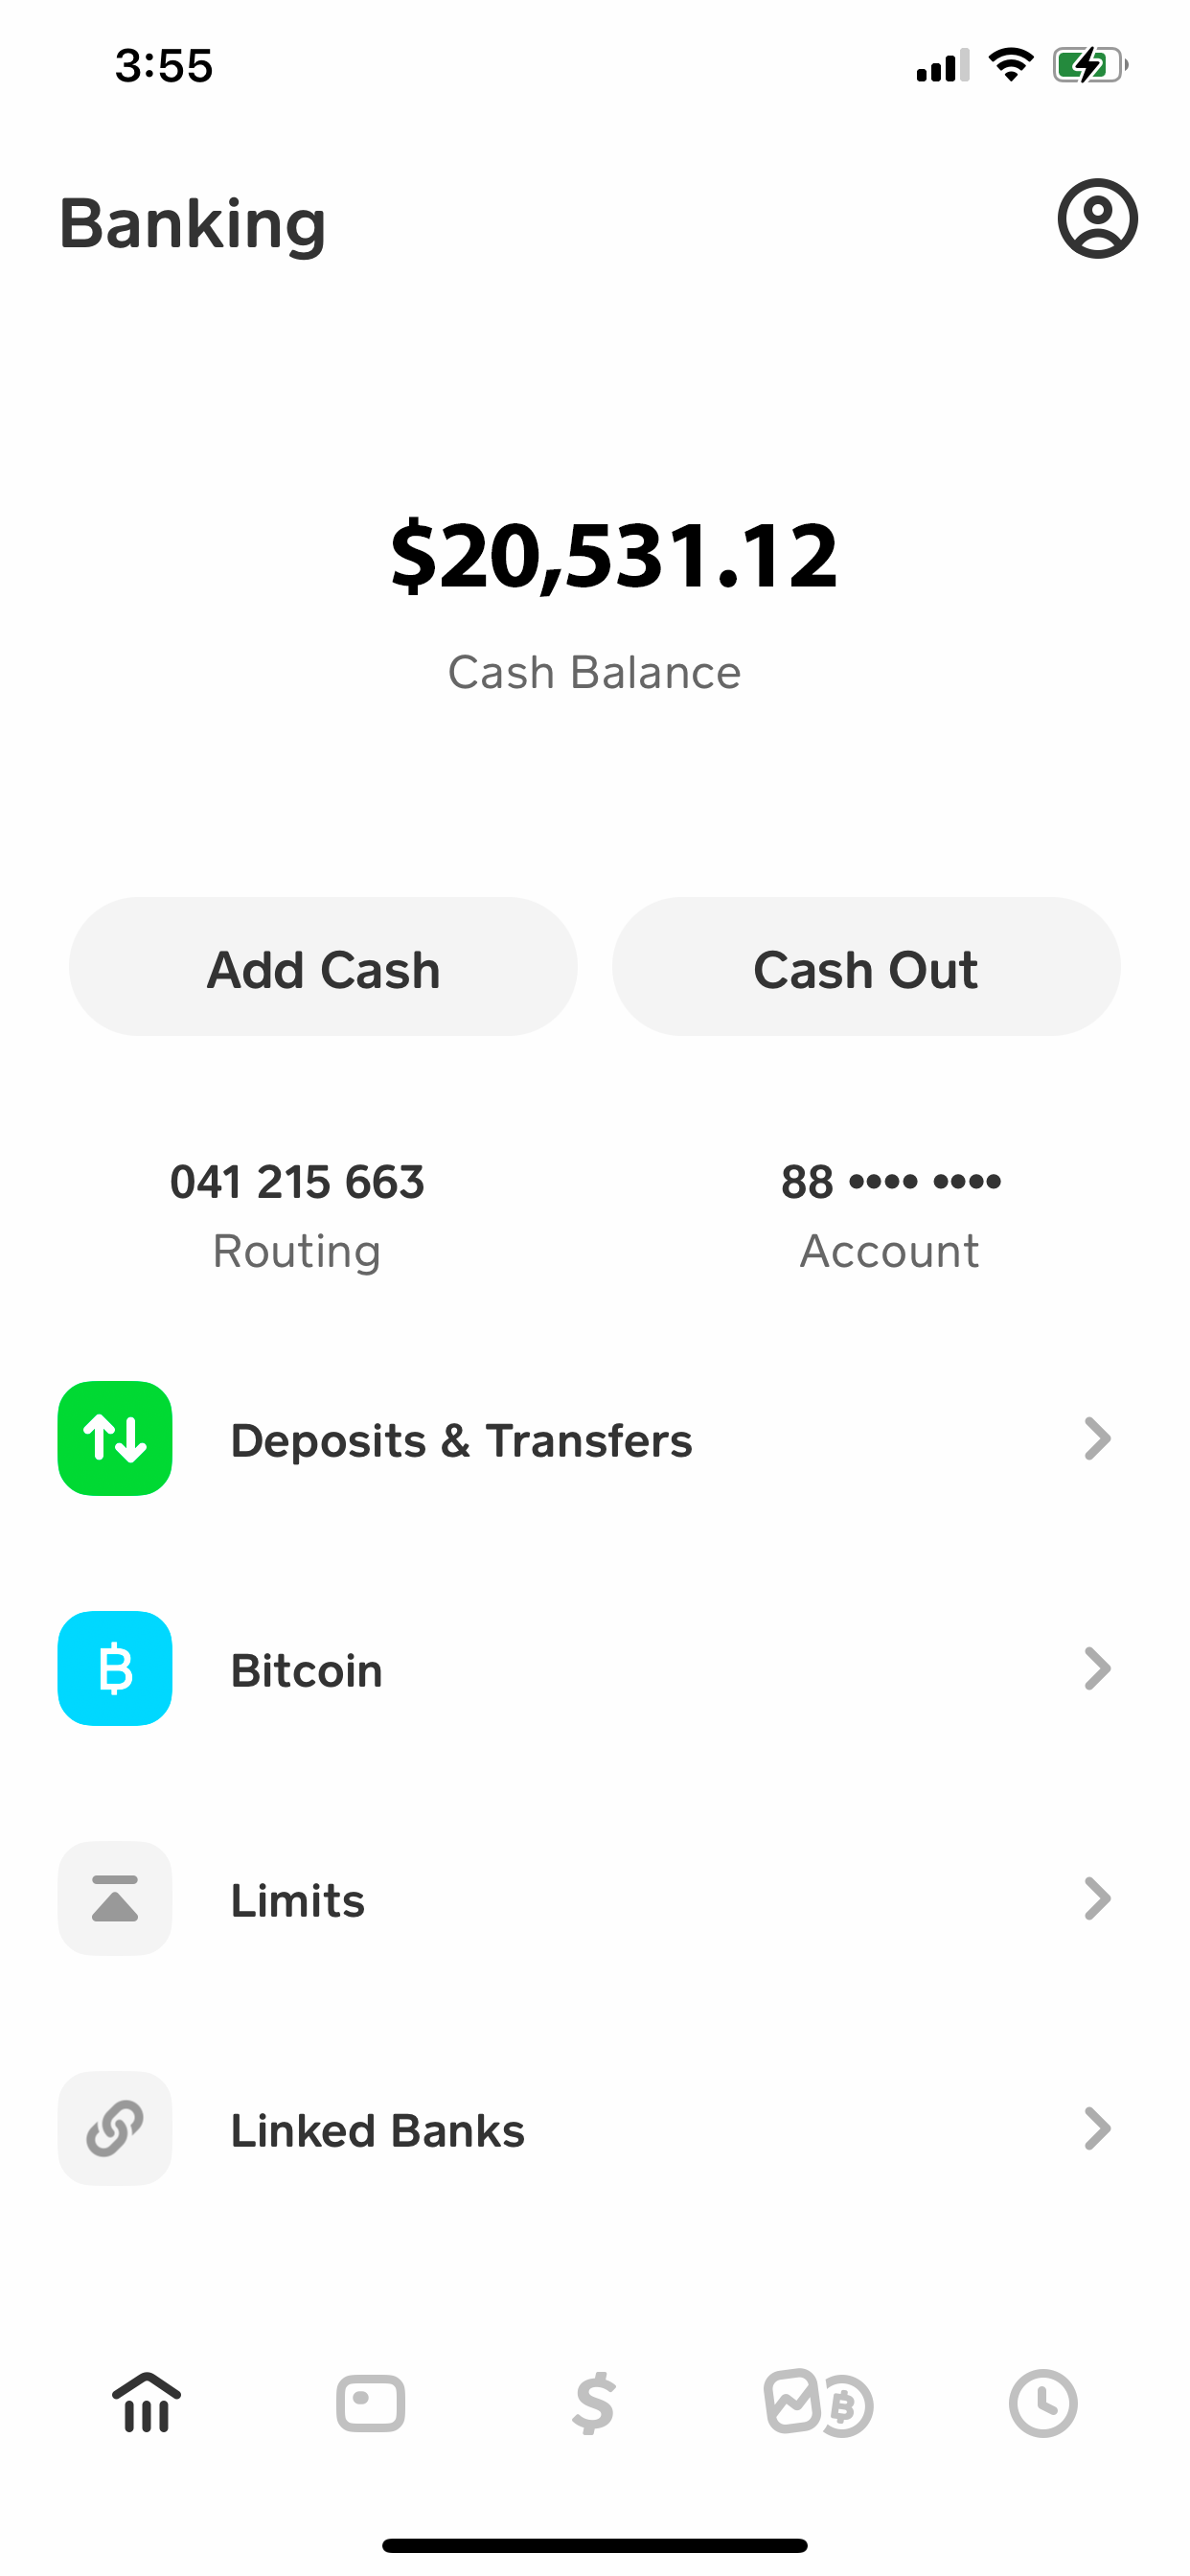 3:55
Banking
$20,531.12
Cash Balance
Add Cash
Cash Out
041 215 663
88 •••• ••••
Routing
Account
Deposits & Transfers
Bitcoin
Limits
Linked Banks